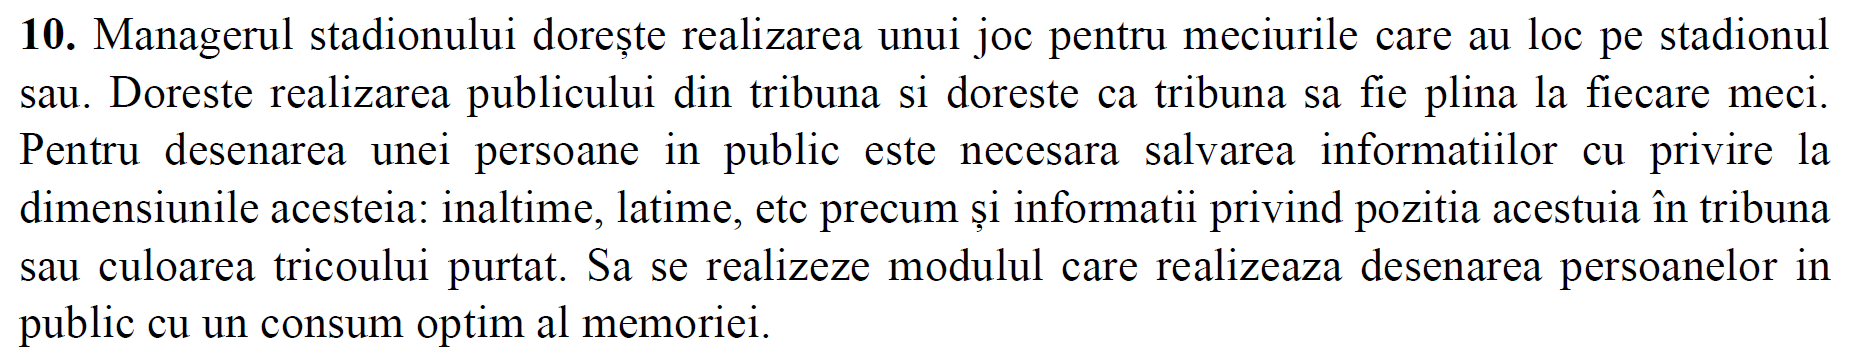 10. Managerul stadionului dorește realizarea unui joc pentru meciurile care au loc pe stadionul
sau. Doreste realizarea publicului din tribuna si doreste ca tribuna sa fie plina la fiecare meci.
Pentru desenarea unei persoane in public este necesara salvarea informatiilor cu privire la
dimensiunile acesteia: inaltime, latime, etc precum și informatii privind pozitia acestuia în tribuna
sau culoarea tricoului purtat. Sa se realizeze modulul care realizeaza desenarea persoanelor in
public cu un consum optim al memoriei.